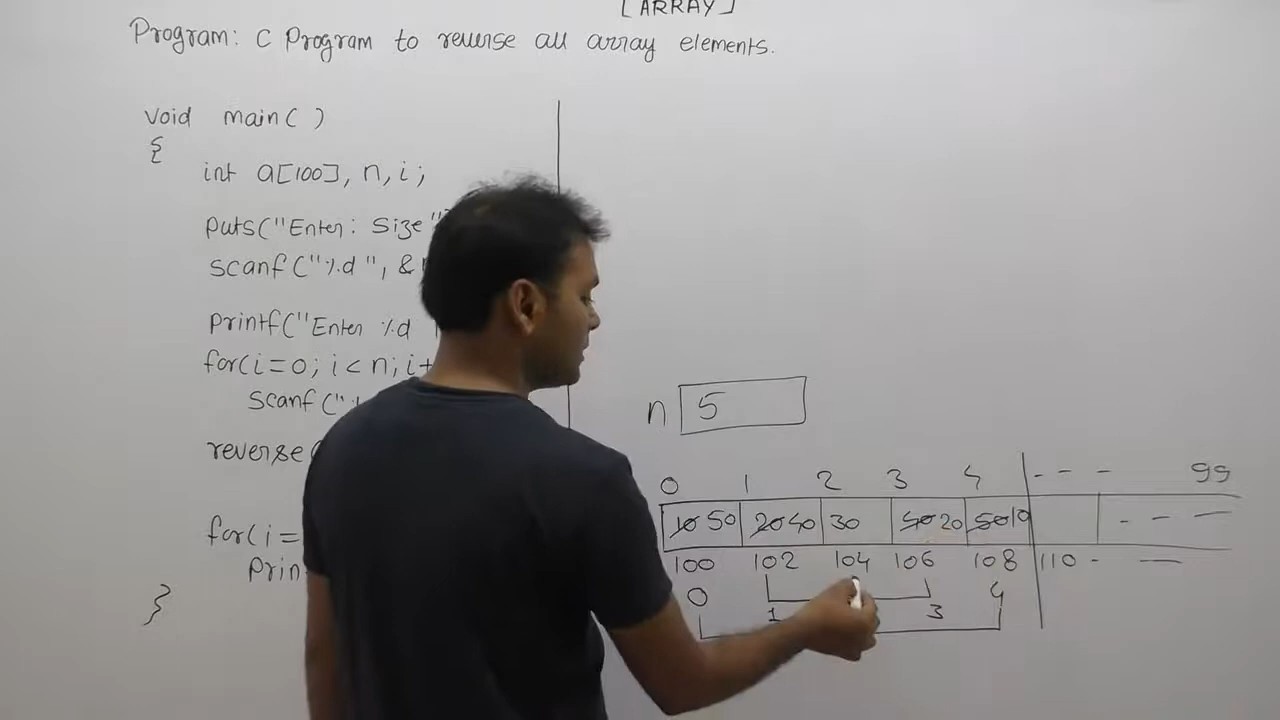 [ARRAY]
Program: C Program to reverse all array elements.
void main( )
{
int a[100], n, i;
puts("Enter: Size"
scanf("%d", &
printf("Enter %d
for(i=0; i<n; i+
scanf("%
reverse(
for(i=
Prin
}
n 5
0 1 2 3 4 - - - 99
10 50 20 40 30 40 20 50 10 - - -
100 102 104 106 108 110 - —
0 4
1 3